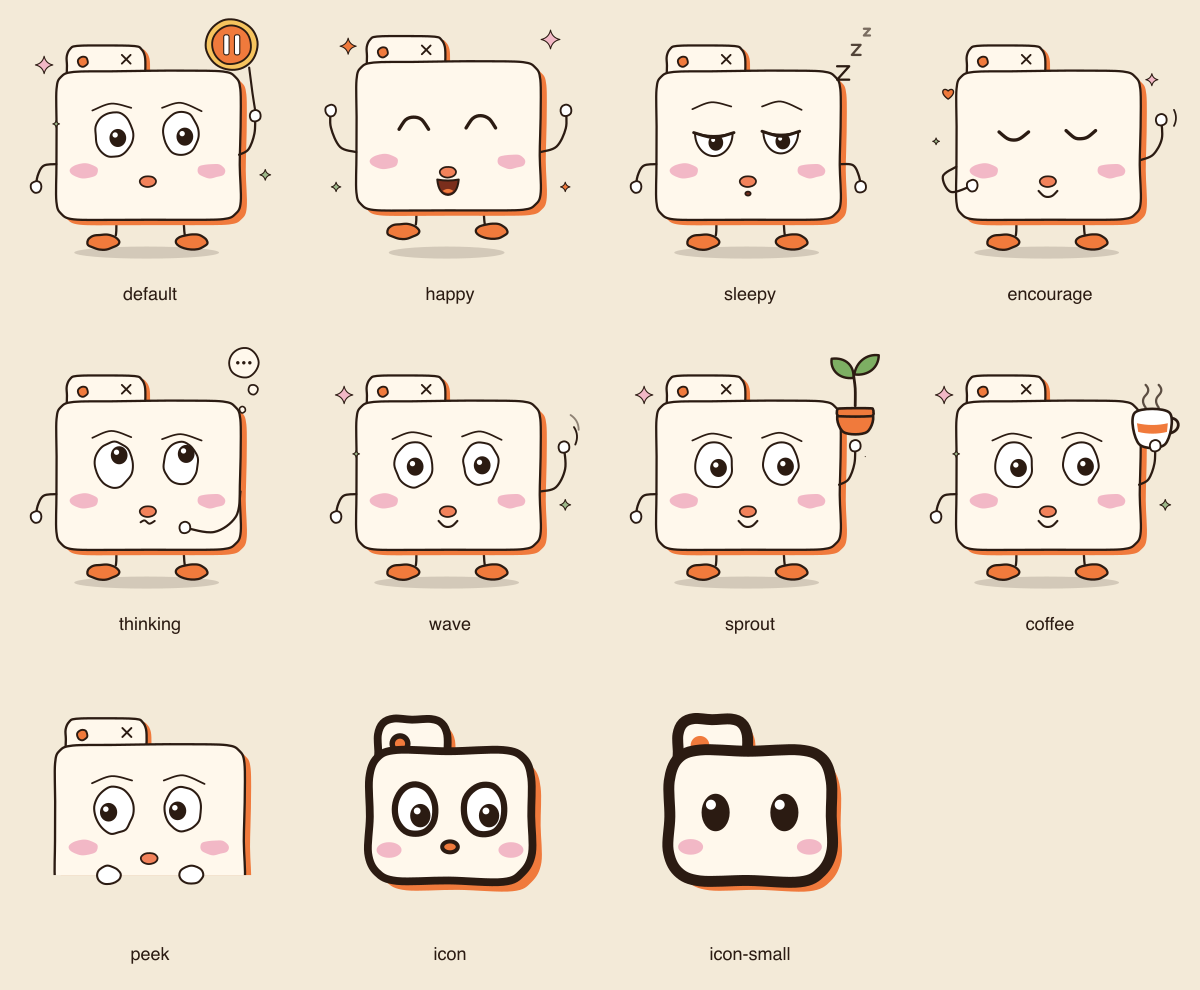 z
z
z
default
happy
sleepy
encourage
thinking
wave
sprout
coffee
peek
icon
icon-small